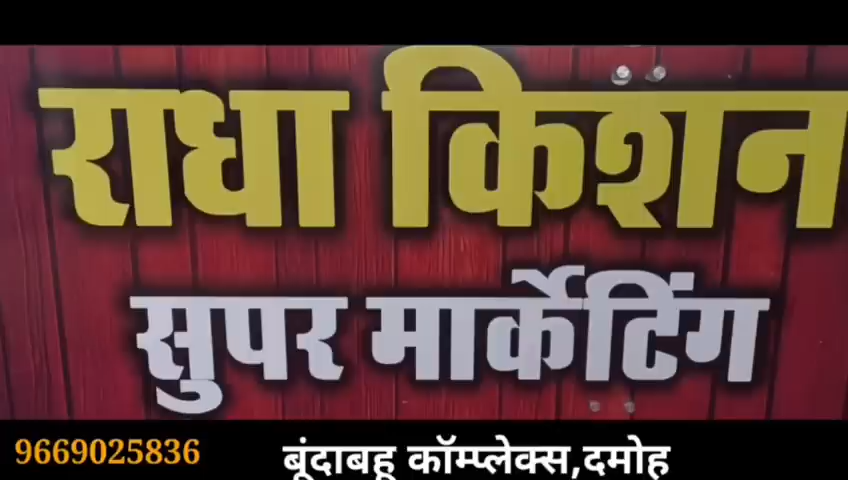 राधा किशन
सुपर मार्केटिंग
9669025836 बूंदाबहू कॉम्प्लेक्स,दमोह